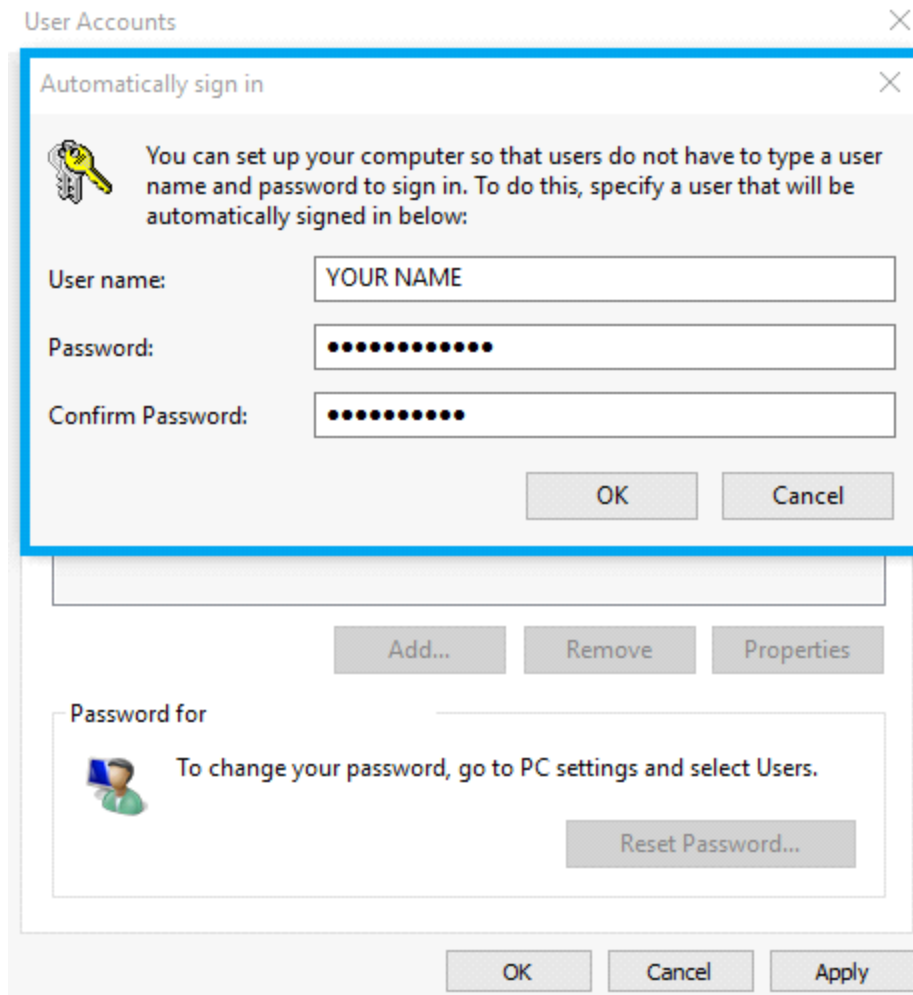 User Accounts
Automatically sign in
You can set up your computer so that users do not have to type a user
name and password to sign in. To do this, specify a user that will be
automatically signed in below:
User name: YOUR NAME
Password: ●●●●●●●●●●●●
Confirm Password: ●●●●●●●●●●
OK Cancel
Add... Remove Properties
Password for
To change your password, go to PC settings and select Users.
Reset Password...
OK Cancel Apply